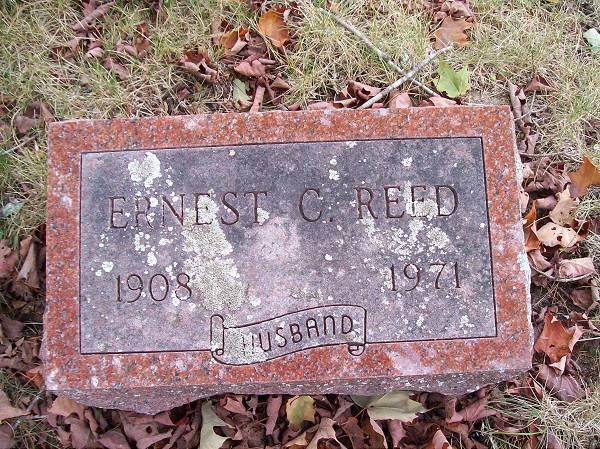 ERNEST C. REED
1908 1971
HUSBAND